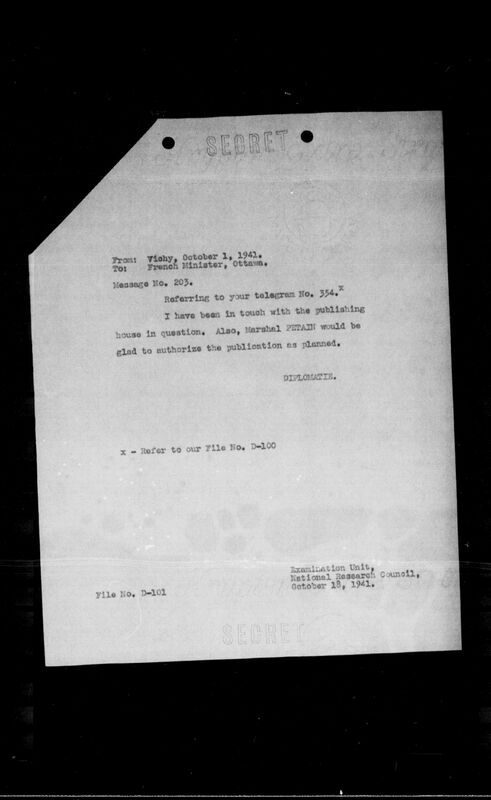 SECRET
From: Vichy, October 1, 1941.
To: French Minister, Ottawa.
Message No. 203.
Referring to your telegram No. 354.x
I have been in touch with the publishing
house in question. Also, Marshal PETAIN would be
glad to authorize the publication as planned.
DIPLOMATIE.
x - Refer to our File No. D-100
Examination Unit,
National Research Council,
October 18, 1941.
File No. D-101
SECRET